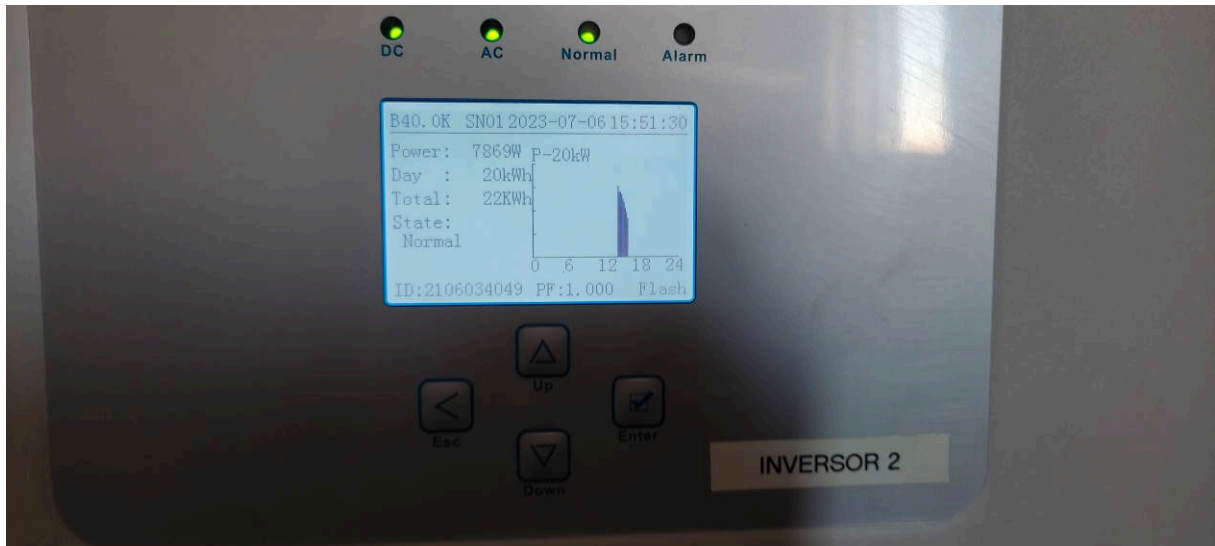 DC AC Normal Alarm
B40.0K SN01 2023-07-06 15:51:30
Power: 7869W P-20kW
Day : 20kWh
Total: 22KWh
State:
Normal
0 6 12 18 24
ID:2106034049 PF:1.000 Flash
Up
Esc Enter
Down
INVERSOR 2